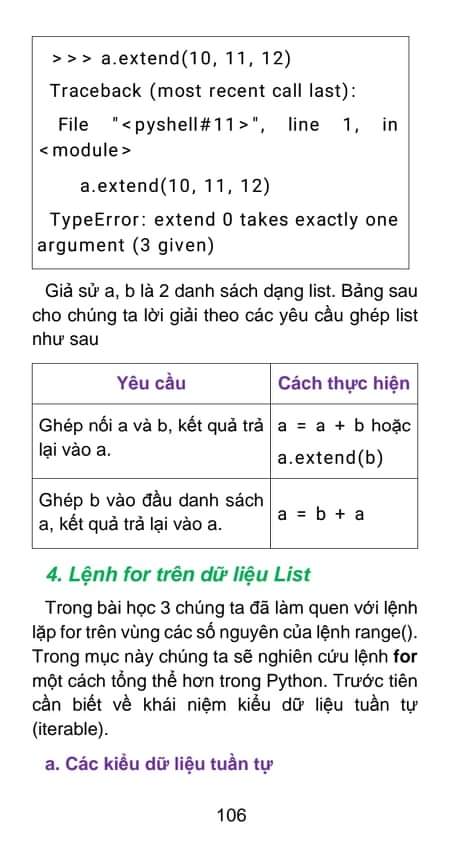 > > > a.extend(10, 11, 12)
Traceback (most recent call last):
File "<pyshell#11>", line 1, in
<module>
a.extend(10, 11, 12)
TypeError: extend 0 takes exactly one
argument (3 given)
Giả sử a, b là 2 danh sách dạng list. Bảng sau
cho chúng ta lời giải theo các yêu cầu ghép list
như sau
Yêu cầu
Cách thực hiện
Ghép nối a và b, kết quả trả
lại vào a.
a = a + b hoặc
a.extend(b)
Ghép b vào đầu danh sách
a, kết quả trả lại vào a.
a = b + a
4. Lệnh for trên dữ liệu List
Trong bài học 3 chúng ta đã làm quen với lệnh
lặp for trên vùng các số nguyên của lệnh range().
Trong mục này chúng ta sẽ nghiên cứu lệnh for
một cách tổng thể hơn trong Python. Trước tiên
cần biết về khái niệm kiểu dữ liệu tuần tự
(iterable).
a. Các kiểu dữ liệu tuần tự
106